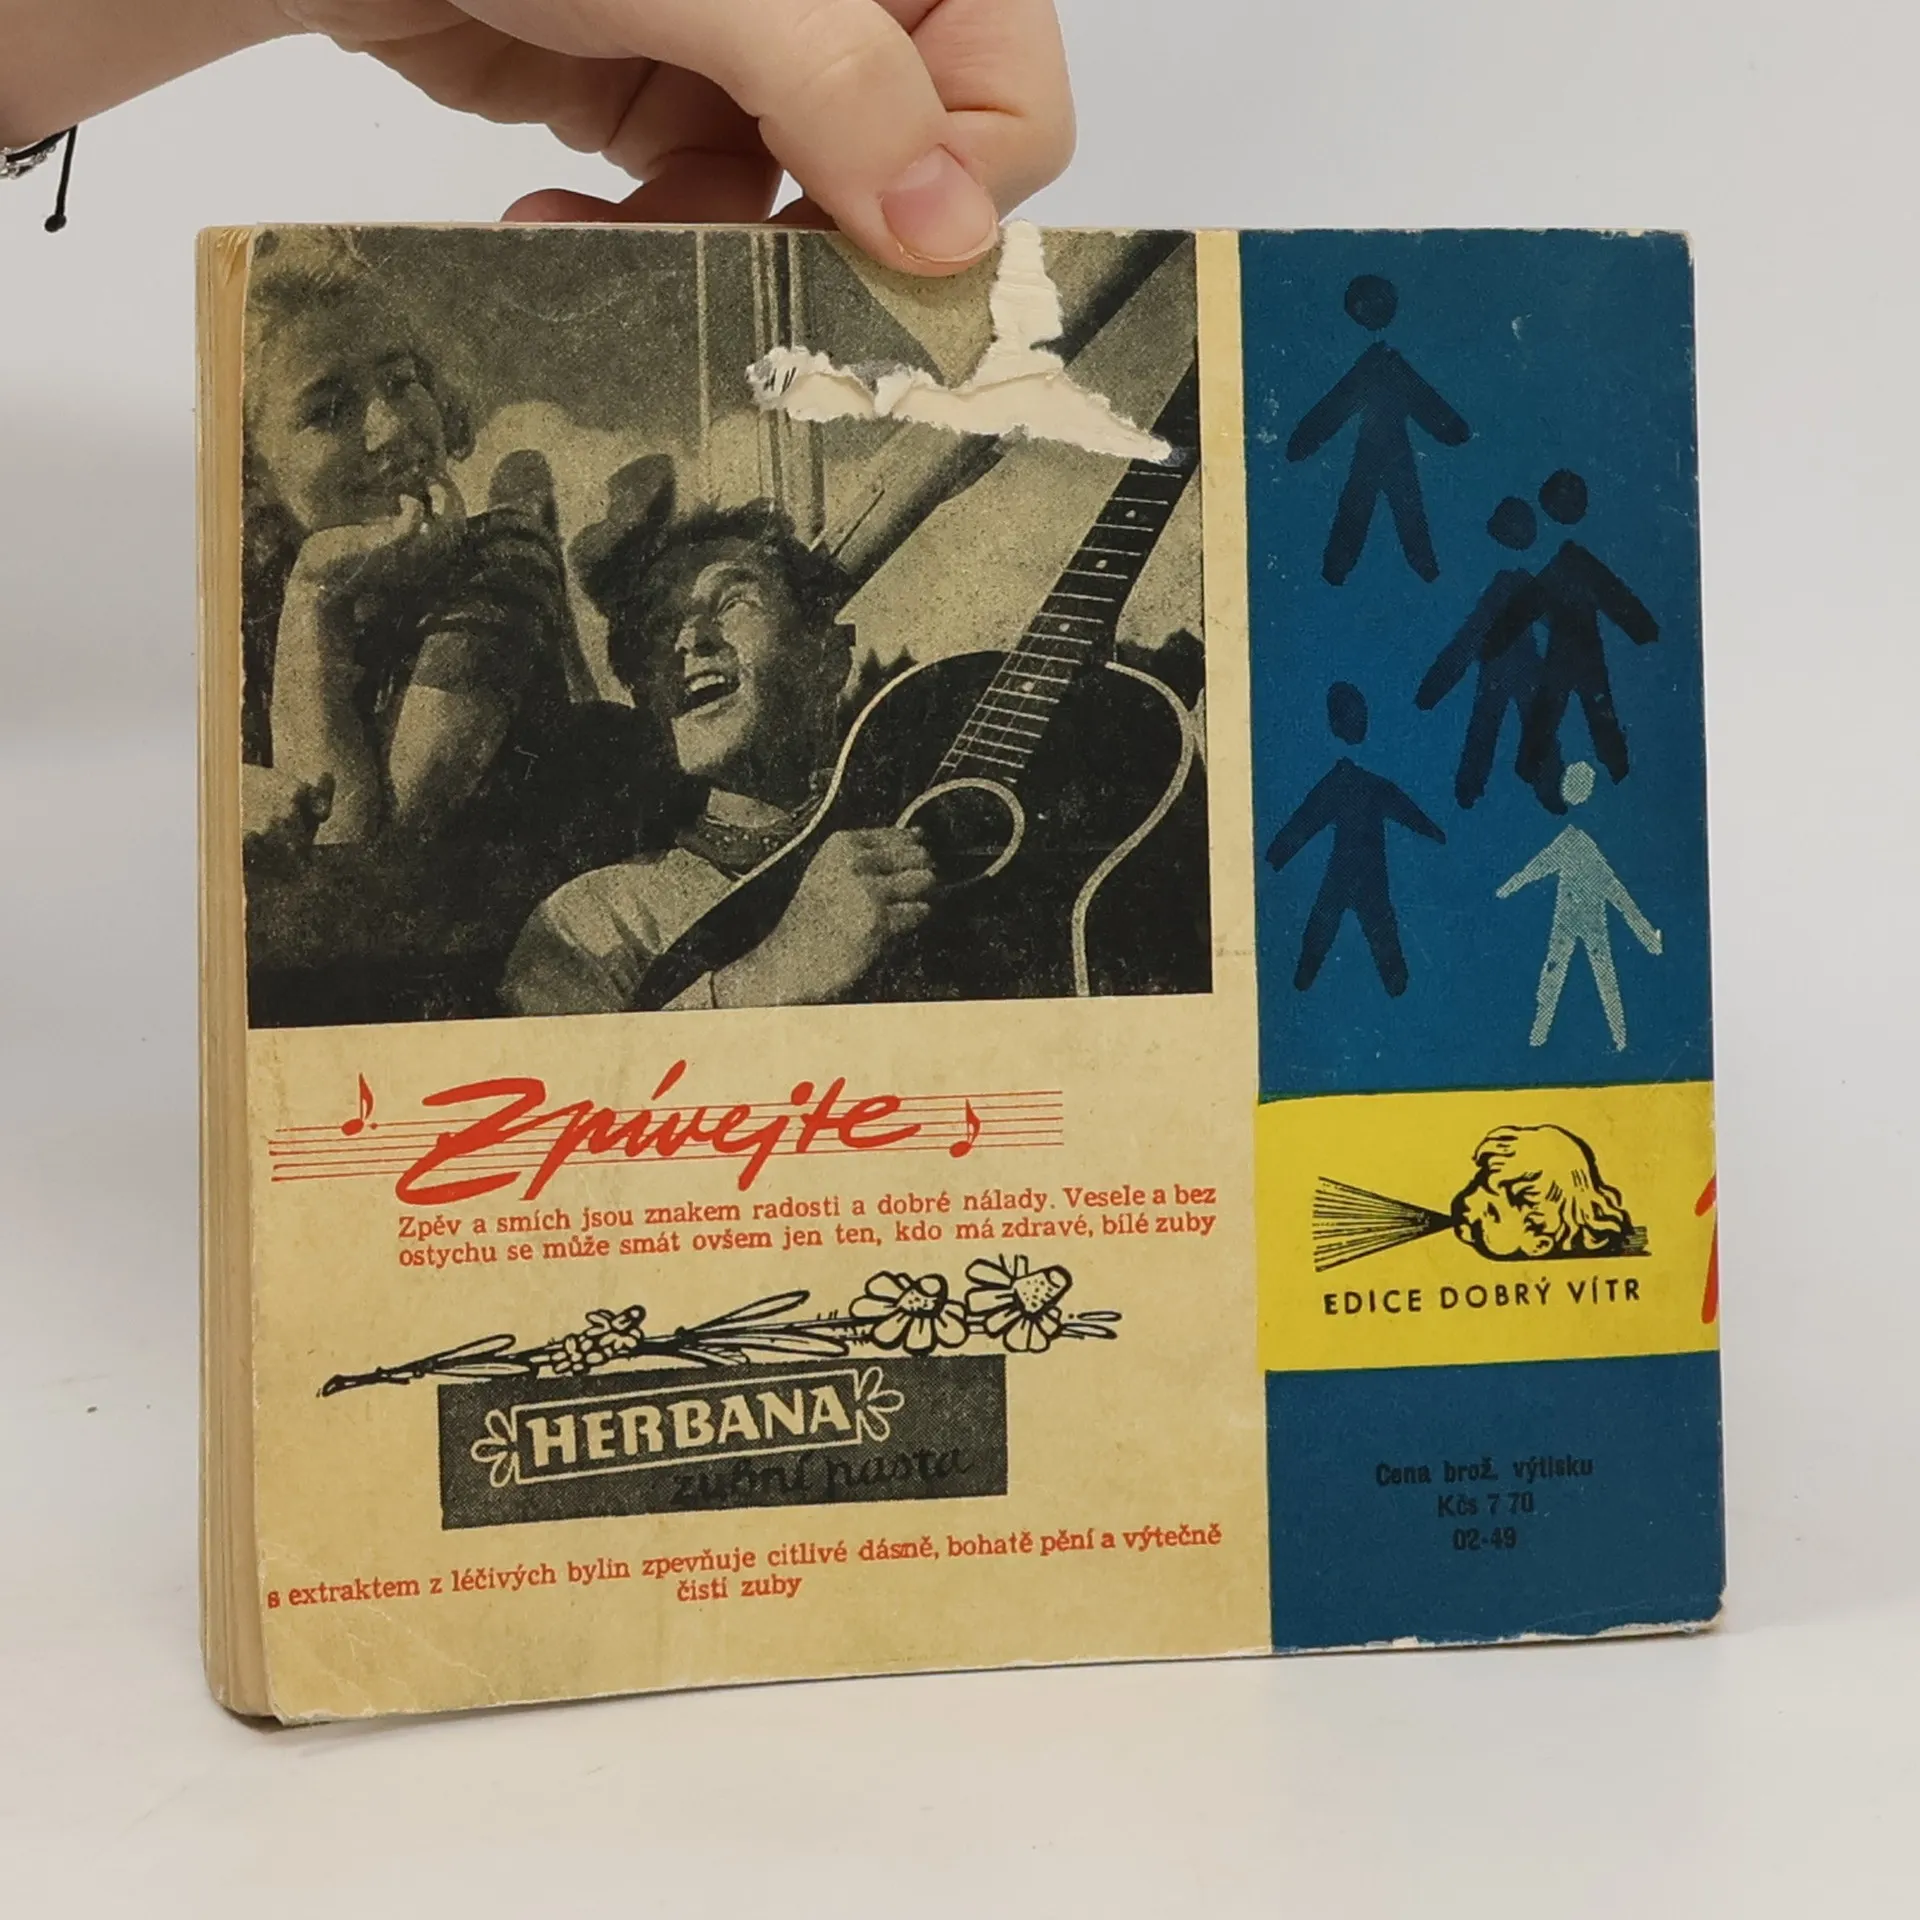 Zpívejte
Zpěv a smích jsou znakem radosti a dobré nálady. Vesele a bez
ostychu se může smát ovšem jen ten, kdo má zdravé, bílé zuby
HERBANA
zubní pasta
s extraktem z léčivých bylin zpevňuje citlivé dásně, bohatě pění a výtečně
čistí zuby
EDICE DOBRÝ VÍTR
Cena brož. výtisku
Kčs 7 70
02-49